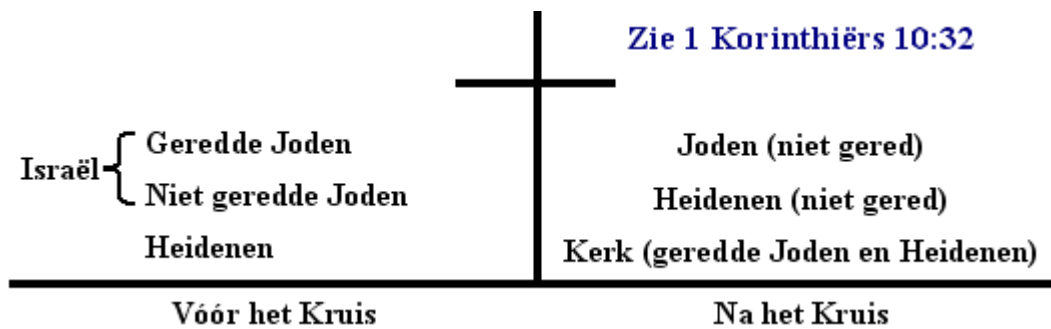 Zie 1 Korinthiërs 10:32
Israël
Geredde Joden
Niet geredde Joden
Heidenen
Joden (niet gered)
Heidenen (niet gered)
Kerk (geredde Joden en Heidenen)
Vóór het Kruis
Na het Kruis